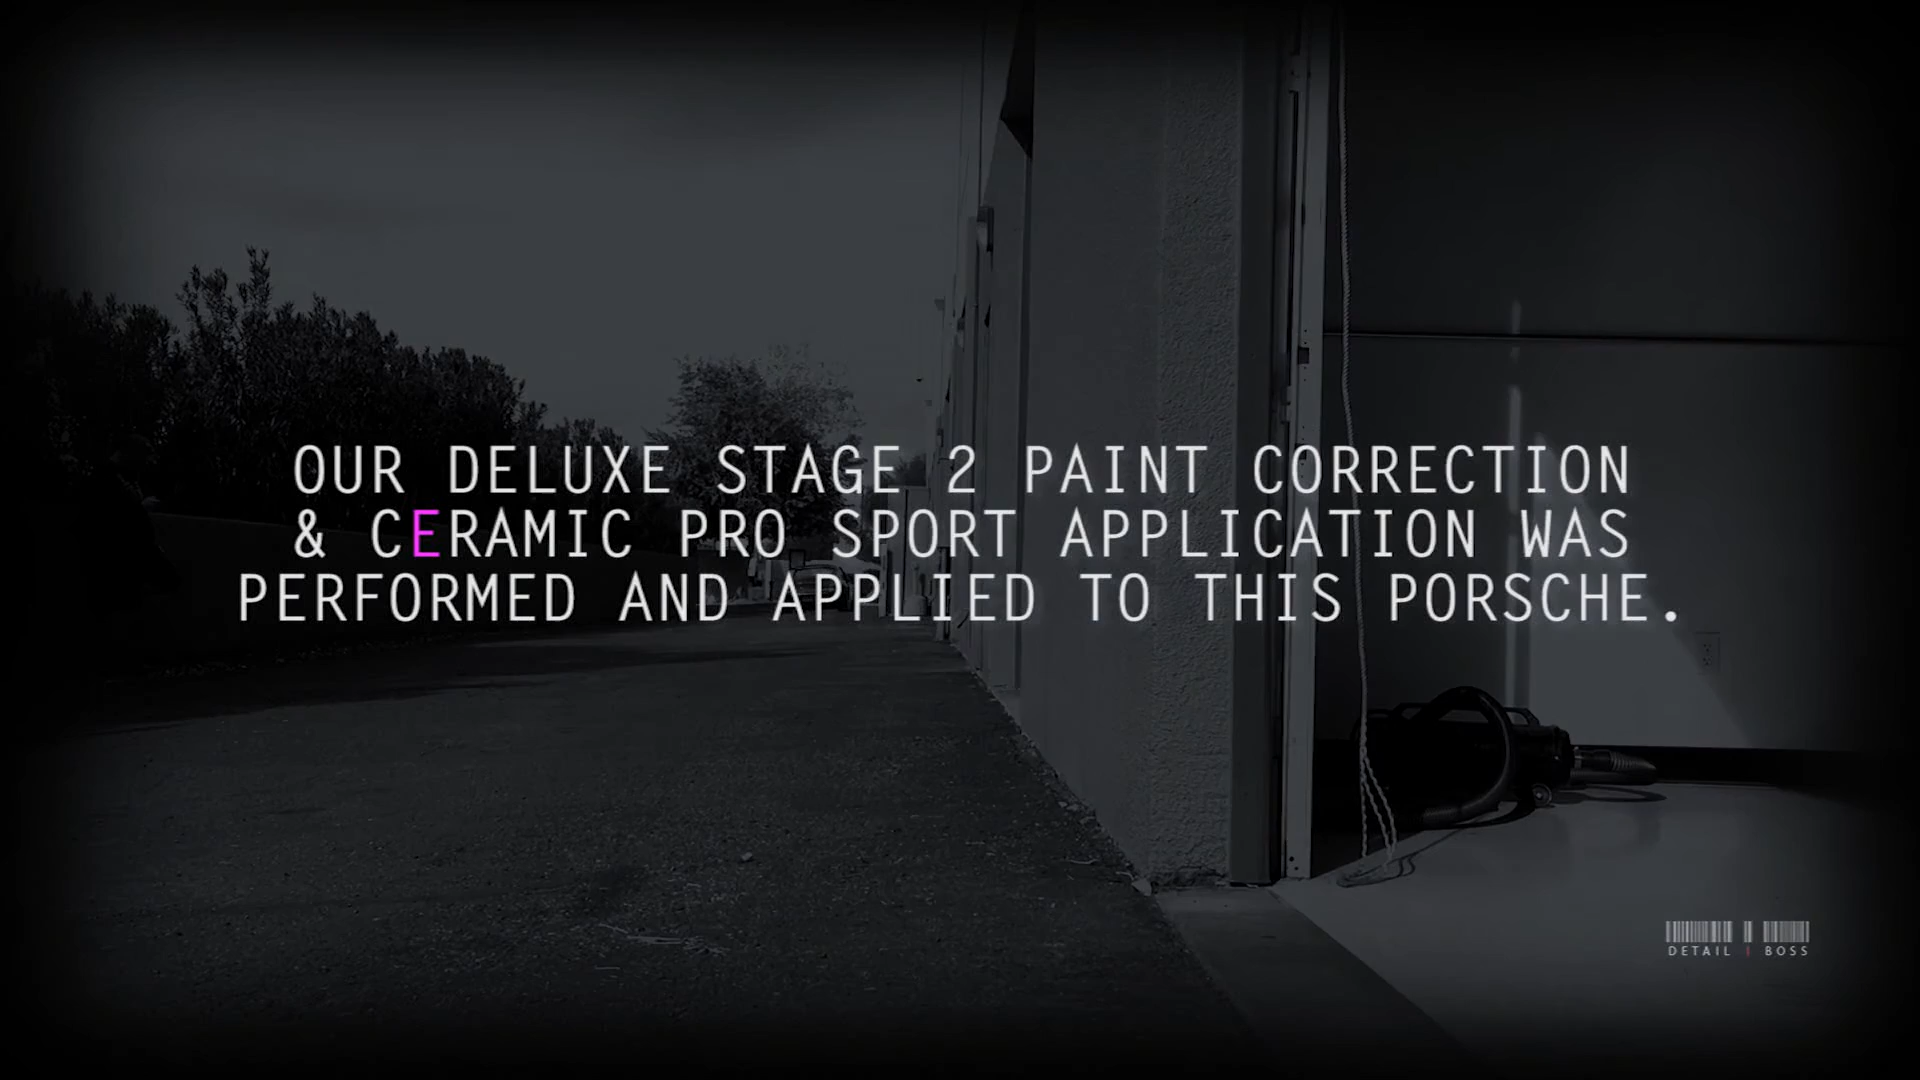 OUR DELUXE STAGE 2 PAINT CORRECTION
& CERAMIC PRO SPORT APPLICATION WAS
PERFORMED AND APPLIED TO THIS PORSCHE.
DETAIL | BOSS